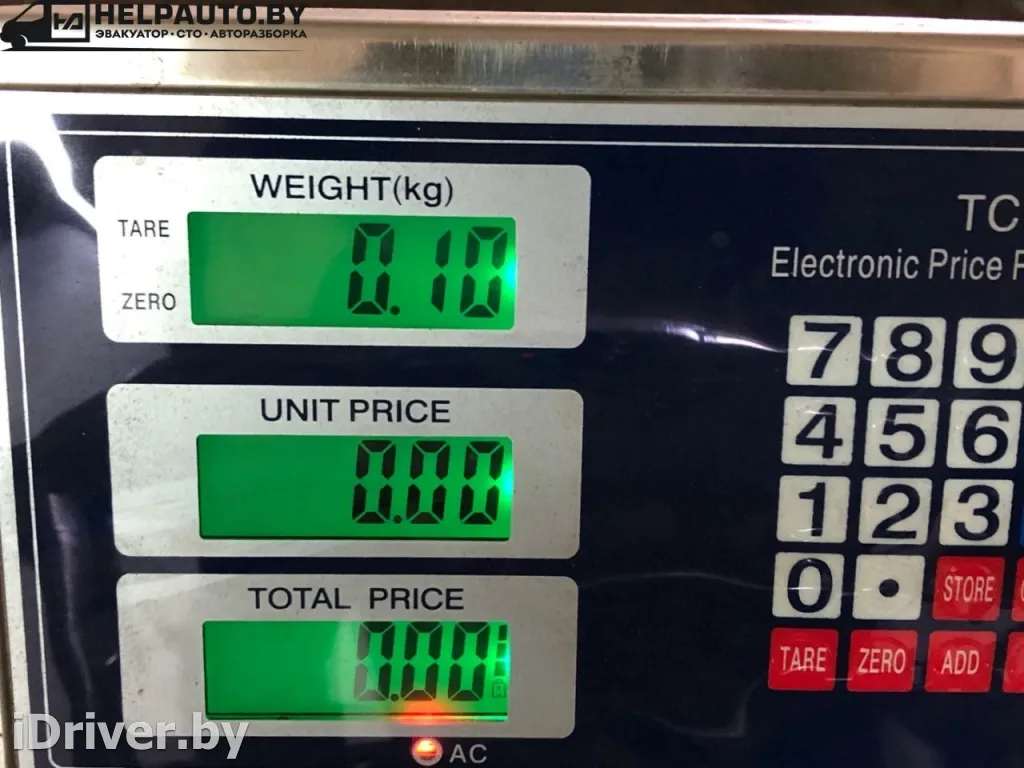 HELPAUTO.BY
ЭВАКУАТОР•СТО•АВТОРАЗБОРКА
WEIGHT(kg)
TARE
ZERO
0.10
TC
Electronic Price
UNIT PRICE
0.00
TOTAL PRICE
0.00
AC
7 8 9
4 5 6
1 2 3
0 . STORE
TARE ZERO ADD
iDriver.by